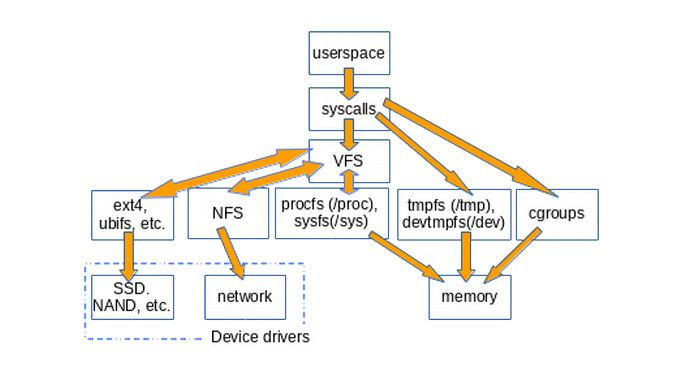 userspace
syscalls
VFS
ext4,
ubifs, etc.
NFS
procfs (/proc),
sysfs(/sys)
tmpfs (/tmp),
devtmpfs(/dev)
cgroups
SSD.
NAND, etc.
network
memory
Device drivers